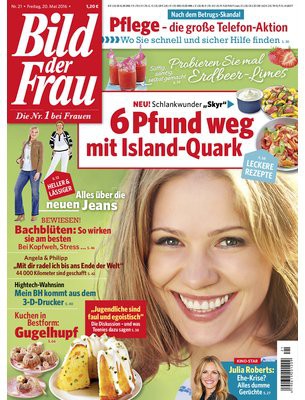 Nr. 21 • Freitag, 20. Mai 2016 • 1,20 €
Bild
der
Frau
Die Nr. 1 bei Frauen
Nach dem Betrugs-Skandal
Pflege - die große Telefon-Aktion
Wo Sie schnell und sicher Hilfe finden
Probieren Sie mal
Erdbeer-Limes
NEU! Schlankwunder „Skyr“
6 Pfund weg
mit Island-Quark
LECKERE
REZEPTE
HELLER &
LÄSSIGER
Alles über die
neuen Jeans
BEWIESEN!
Bachblüten: So wirken
sie am besten
Bei Kopfweh, Stress ...
Angela & Philipp
„Mit dir radel ich bis ans Ende der Welt“
44 000 Kilometer sind geschafft
Hightech-Wahnsinn
Mein BH kommt aus dem
3-D-Drucker
Kuchen in
Bestform:
Gugelhupf
„Jugendliche sind
faul und egoistisch“
Die Diskussion – und was
Tommies dazu sagen
KINO-STAR
Julia Roberts:
Ehe-Krise?
Alles dumme
Gerüchte